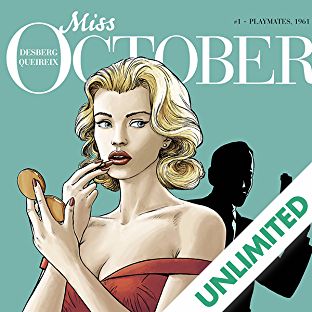 Miss
#1 - PLAYMATES, 1961
DESBERG
QUEIREIX
OCTOBER
UNLIMITED